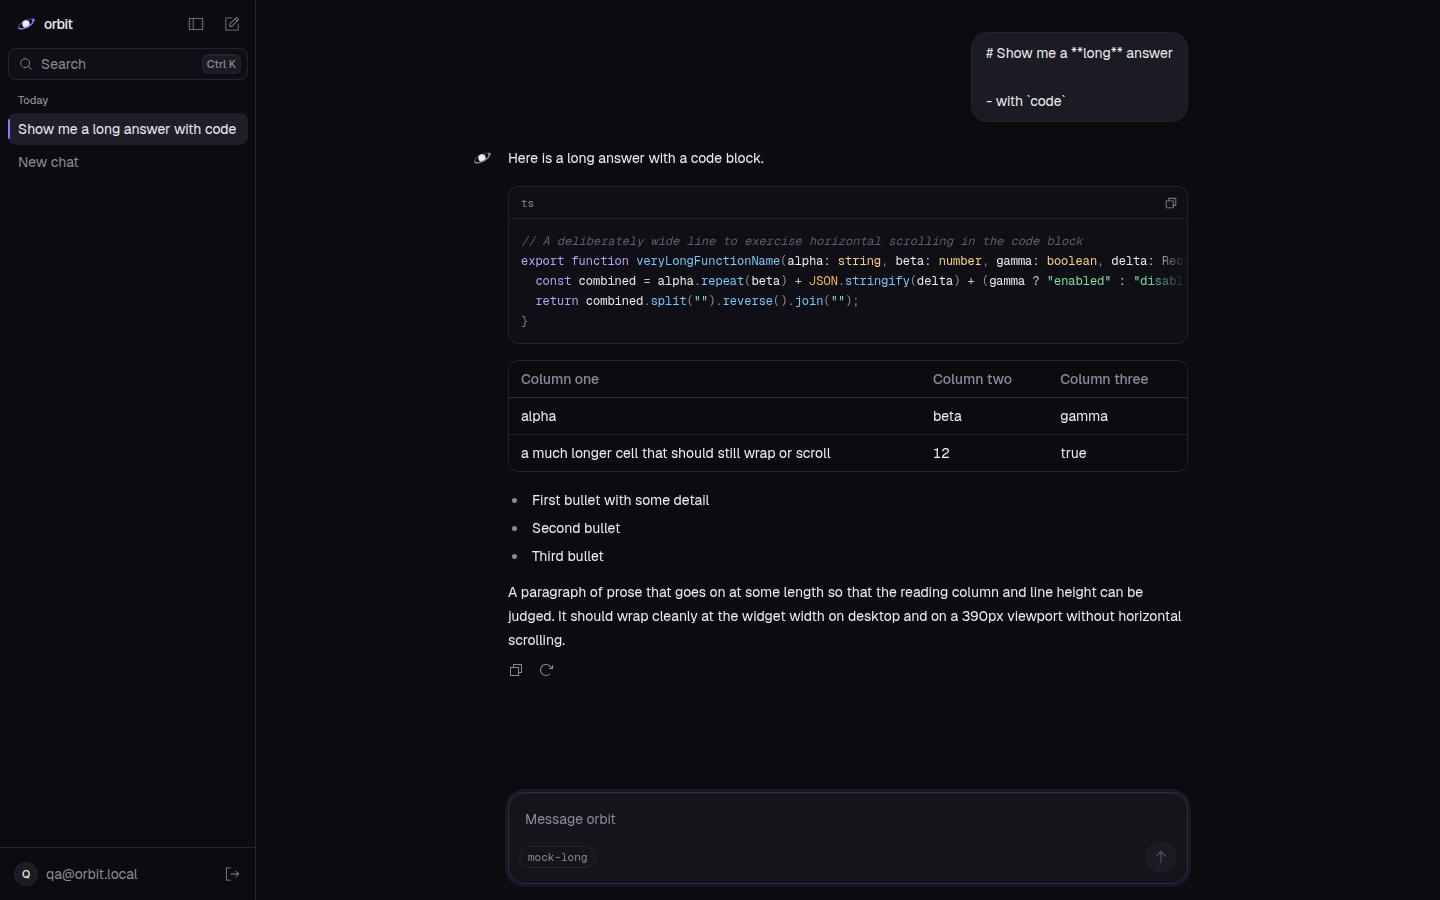 orbit
Search
Ctrl K
Today
Show me a long answer with code
New chat
# Show me a **long** answer
- with `code`
Here is a long answer with a code block.
ts
// A deliberately wide line to exercise horizontal scrolling in the code block
export function veryLongFunctionName(alpha: string, beta: number, gamma: boolean, delta: Rec
const combined = alpha.repeat(beta) + JSON.stringify(delta) + (gamma ? "enabled" : "disabl
return combined.split("").reverse().join("");
}
Column one Column two Column three
alpha beta gamma
a much longer cell that should still wrap or scroll 12 true
First bullet with some detail
Second bullet
Third bullet
A paragraph of prose that goes on at some length so that the reading column and line height can be
judged. It should wrap cleanly at the widget width on desktop and on a 390px viewport without horizontal
scrolling.
Message orbit
mock-long
Q
qa@orbit.local